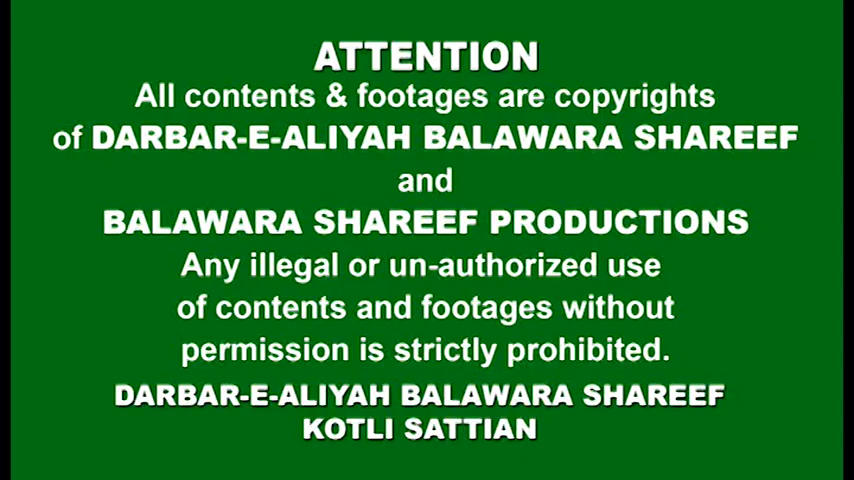 ATTENTION
All contents & footages are copyrights
of DARBAR-E-ALIYAH BALAWARA SHAREEF
and
BALAWARA SHAREEF PRODUCTIONS
Any illegal or un-authorized use
of contents and footages without
permission is strictly prohibited.
DARBAR-E-ALIYAH BALAWARA SHAREEF
KOTLI SATTIAN